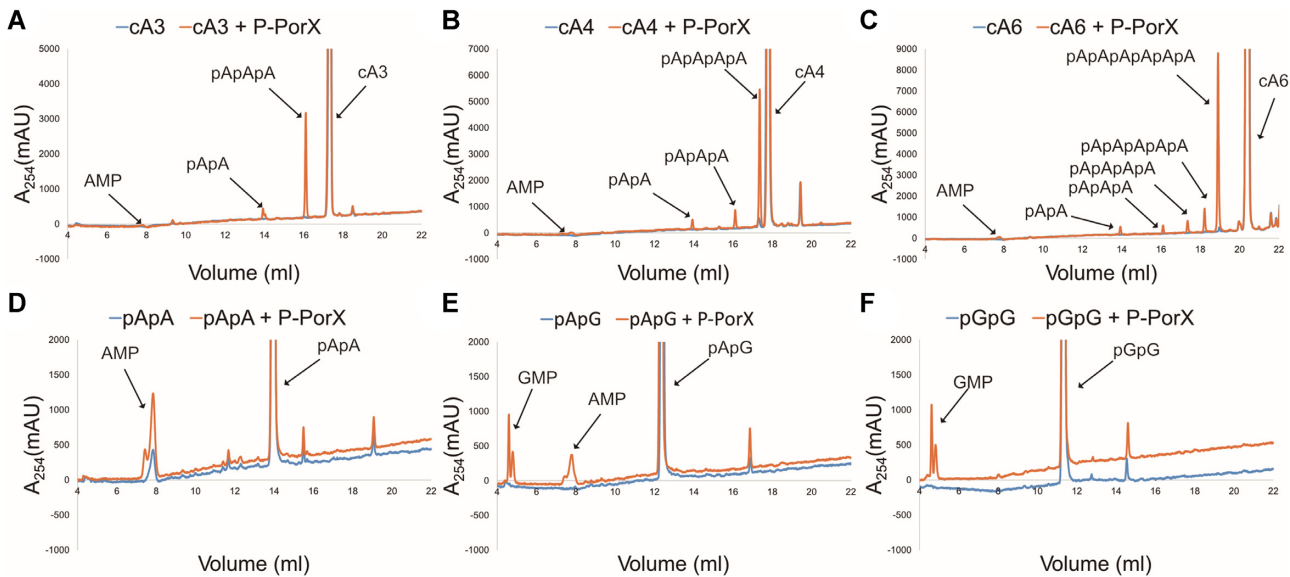 A
cA3 cA3 + P-PorX
5000
4000
3000
2000
1000
0
-1000
A254(mAU)
pApApA
cA3
pApA
AMP
4 6 8 10 12 14 16 18 20 22
Volume (ml)
B
cA4 cA4 + P-PorX
7000
6000
5000
4000
3000
2000
1000
0
-1000
A254(mAU)
pApApApA
cA4
pApApA
pApA
AMP
4 6 8 10 12 14 16 18 20 22
Volume (ml)
C
cA6 cA6 + P-PorX
9000
8000
7000
6000
5000
4000
3000
2000
1000
0
-1000
A254(mAU)
pApApApApApA
cA6
pApApApApA
pApApApA
pApApA
pApA
AMP
4 6 8 10 12 14 16 18 20 22
Volume (ml)
D
pApA pApA + P-PorX
2000
1500
1000
500
0
-500
-1000
A254(mAU)
AMP
pApA
4 6 8 10 12 14 16 18 20 22
Volume (ml)
E
pApG pApG + P-PorX
2000
1500
1000
500
0
-500
-1000
A254(mAU)
pApG
GMP
AMP
4 6 8 10 12 14 16 18 20 22
Volume (ml)
F
pGpG pGpG + P-PorX
2000
1500
1000
500
0
-500
-1000
A254(mAU)
pGpG
GMP
4 6 8 10 12 14 16 18 20 22
Volume (ml)